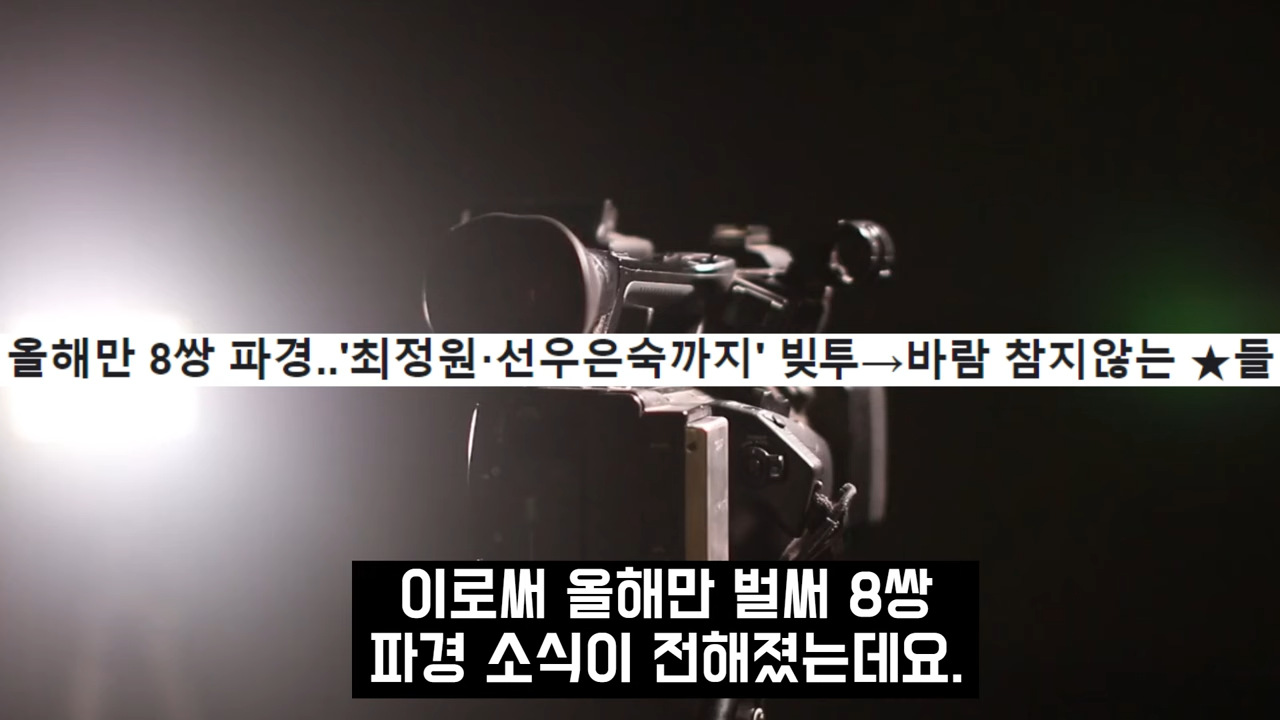 올해만 8쌍 파경..'최정원·선우은숙까지' 빚투→바람 참지않는 ★들
이로써 올해만 벌써 8쌍
파경 소식이 전해졌는데요.